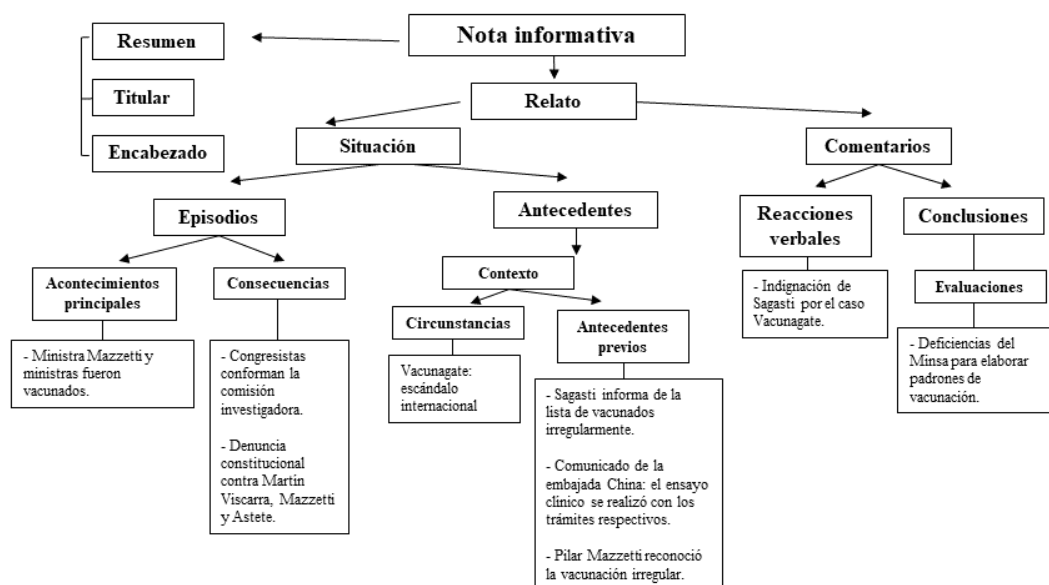 Nota informativa
Resumen
Titular
Encabezado
Relato
Situación
Comentarios
Episodios
Antecedentes
Reacciones
verbales
Conclusiones
Acontecimientos
principales
Consecuencias
Contexto
Circunstancias
Antecedentes
previos
Evaluaciones
- Ministra Mazzetti y
ministras fueron
vacunados.
- Congresistas
conforman la
comisión
investigadora.
- Denuncia
constitucional
contra Martín
Viscarra, Mazzetti
y Astete.
Vacunagate:
escándalo
internacional
- Sagasti informa de la
lista de vacunados
irregularmente.
- Comunicado de la
embajada China: el ensayo
clínico se realizó con los
trámites respectivos.
- Pilar Mazzetti reconoció
la vacunación irregular.
- Indignación de
Sagasti por el caso
Vacunagate.
- Deficiencias del
Minsa para elaborar
padrones de
vacunación.